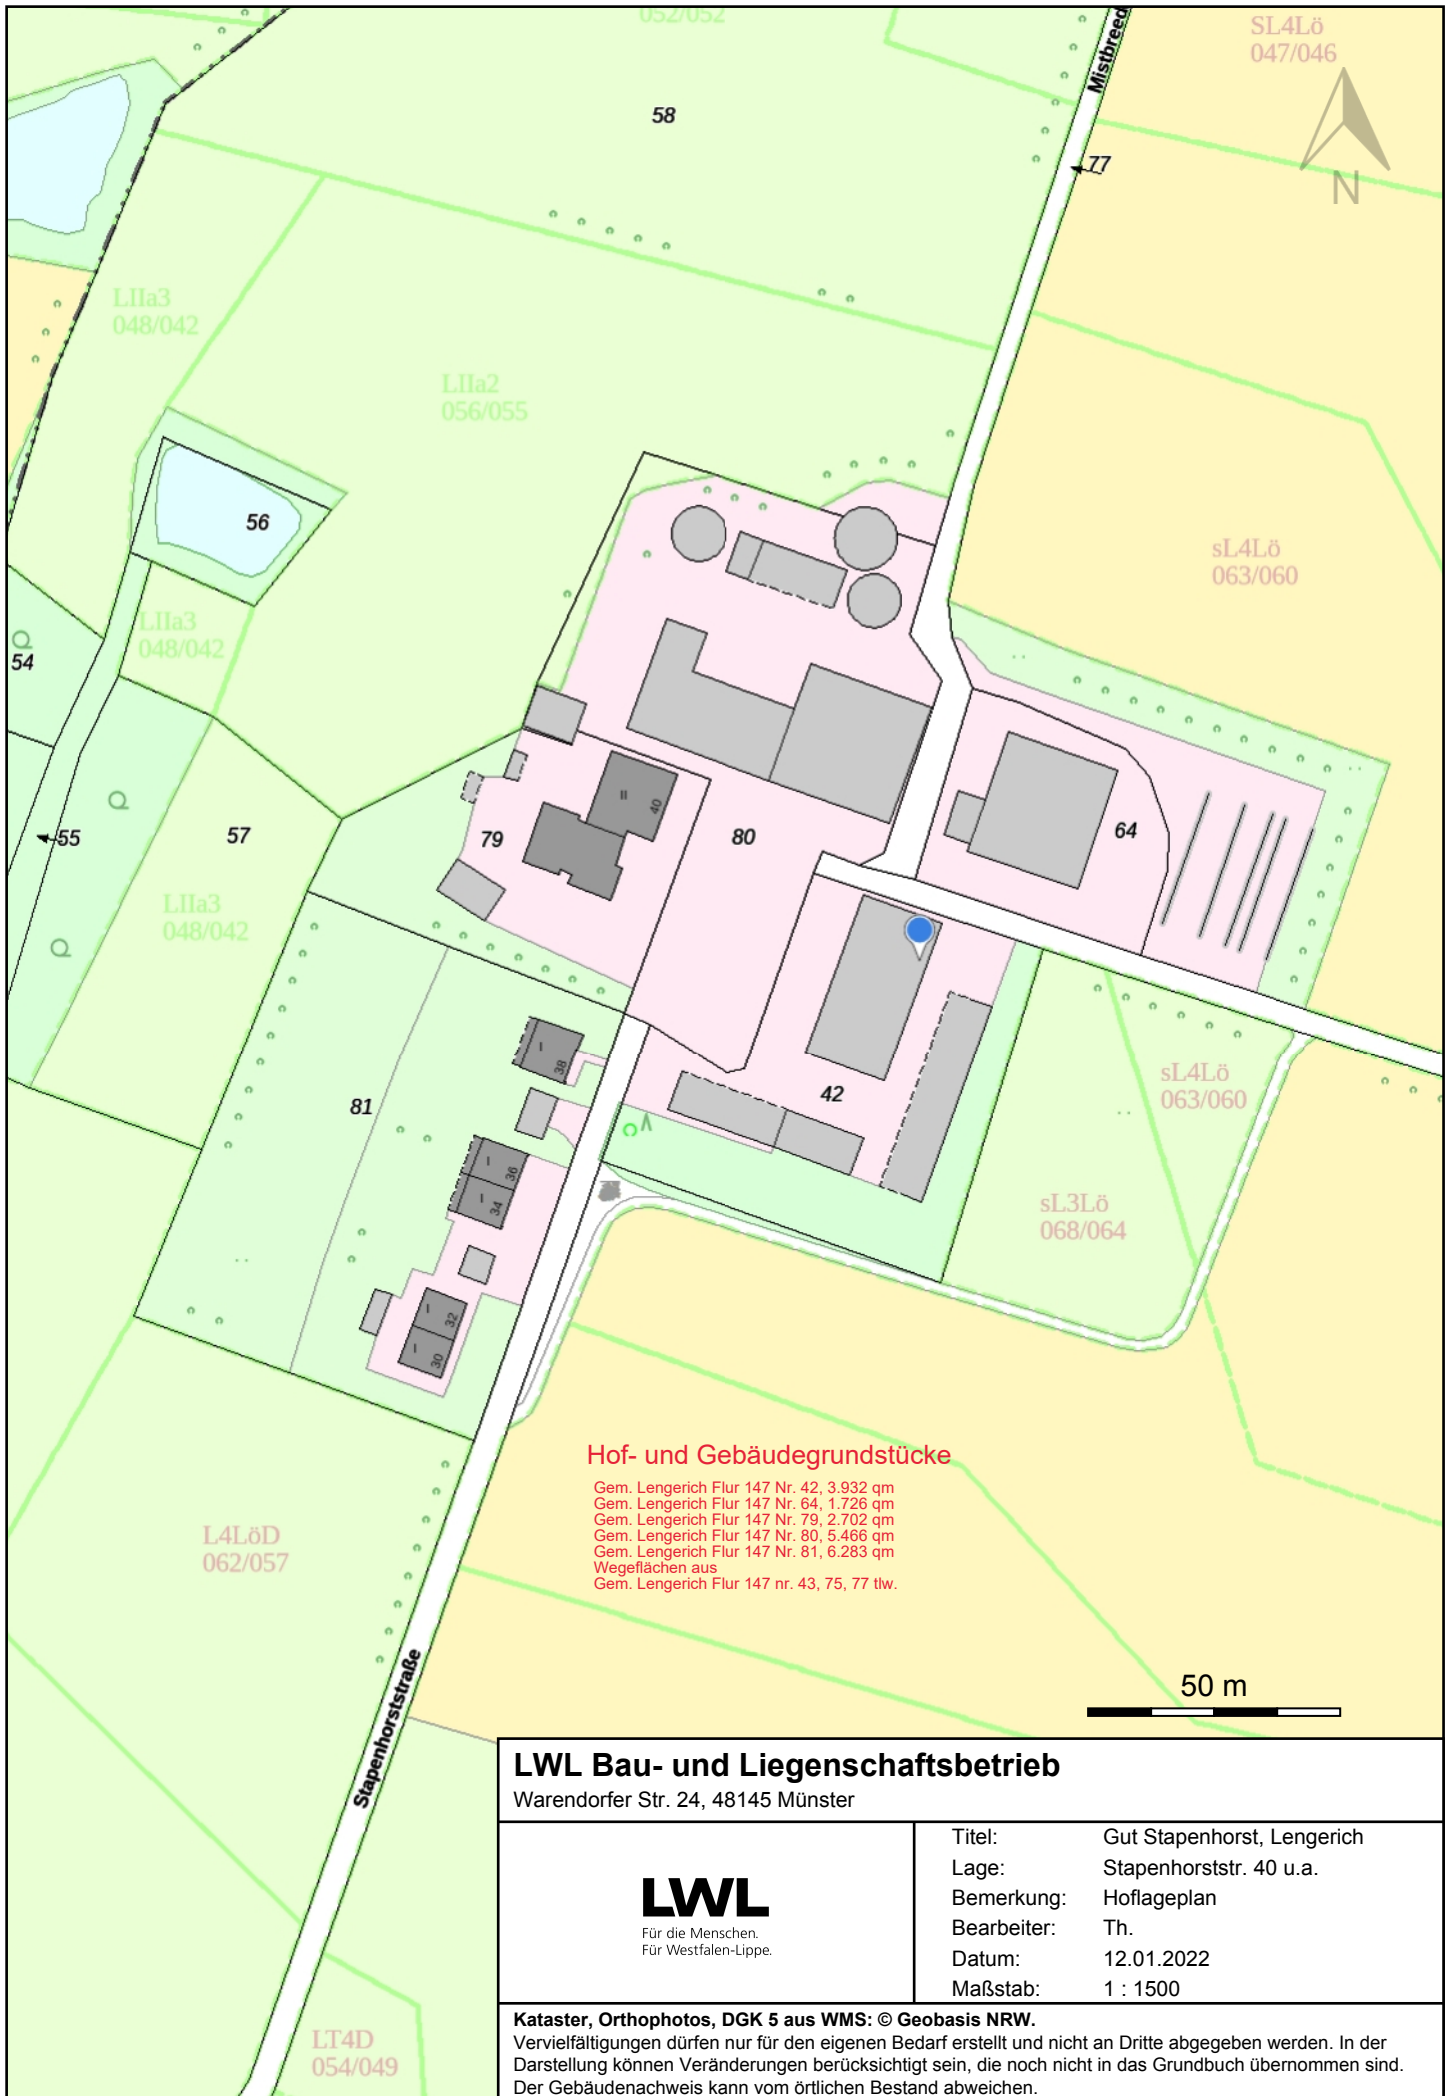 052/052
SL4Lö
047/046
Mistbreed
58
77
N
LIIa3
048/042
LIIa2
056/055
56
sL4Lö
063/060
LIIa3
048/042
54
55
57
79
II
40
80
64
LIIa3
048/042
81
I
38
42
sL4Lö
063/060
I
36
I
34
sL3Lö
068/064
I
32
I
30
Hof- und Gebäudegrundstücke
Gem. Lengerich Flur 147 Nr. 42, 3.932 qm
Gem. Lengerich Flur 147 Nr. 64, 1.726 qm
Gem. Lengerich Flur 147 Nr. 79, 2.702 qm
Gem. Lengerich Flur 147 Nr. 80, 5.466 qm
Gem. Lengerich Flur 147 Nr. 81, 6.283 qm
Wegeflächen aus
Gem. Lengerich Flur 147 nr. 43, 75, 77 tlw.
L4LöD
062/057
Stapenhorststraße
50 m
LT4D
054/049
LWL Bau- und Liegenschaftsbetrieb
Warendorfer Str. 24, 48145 Münster
LWL
Für die Menschen.
Für Westfalen-Lippe.
Titel: Gut Stapenhorst, Lengerich
Lage: Stapenhorststr. 40 u.a.
Bemerkung: Hoflageplan
Bearbeiter: Th.
Datum: 12.01.2022
Maßstab: 1 : 1500
Kataster, Orthophotos, DGK 5 aus WMS: © Geobasis NRW.
Vervielfältigungen dürfen nur für den eigenen Bedarf erstellt und nicht an Dritte abgegeben werden. In der
Darstellung können Veränderungen berücksichtigt sein, die noch nicht in das Grundbuch übernommen sind.
Der Gebäudenachweis kann vom örtlichen Bestand abweichen.